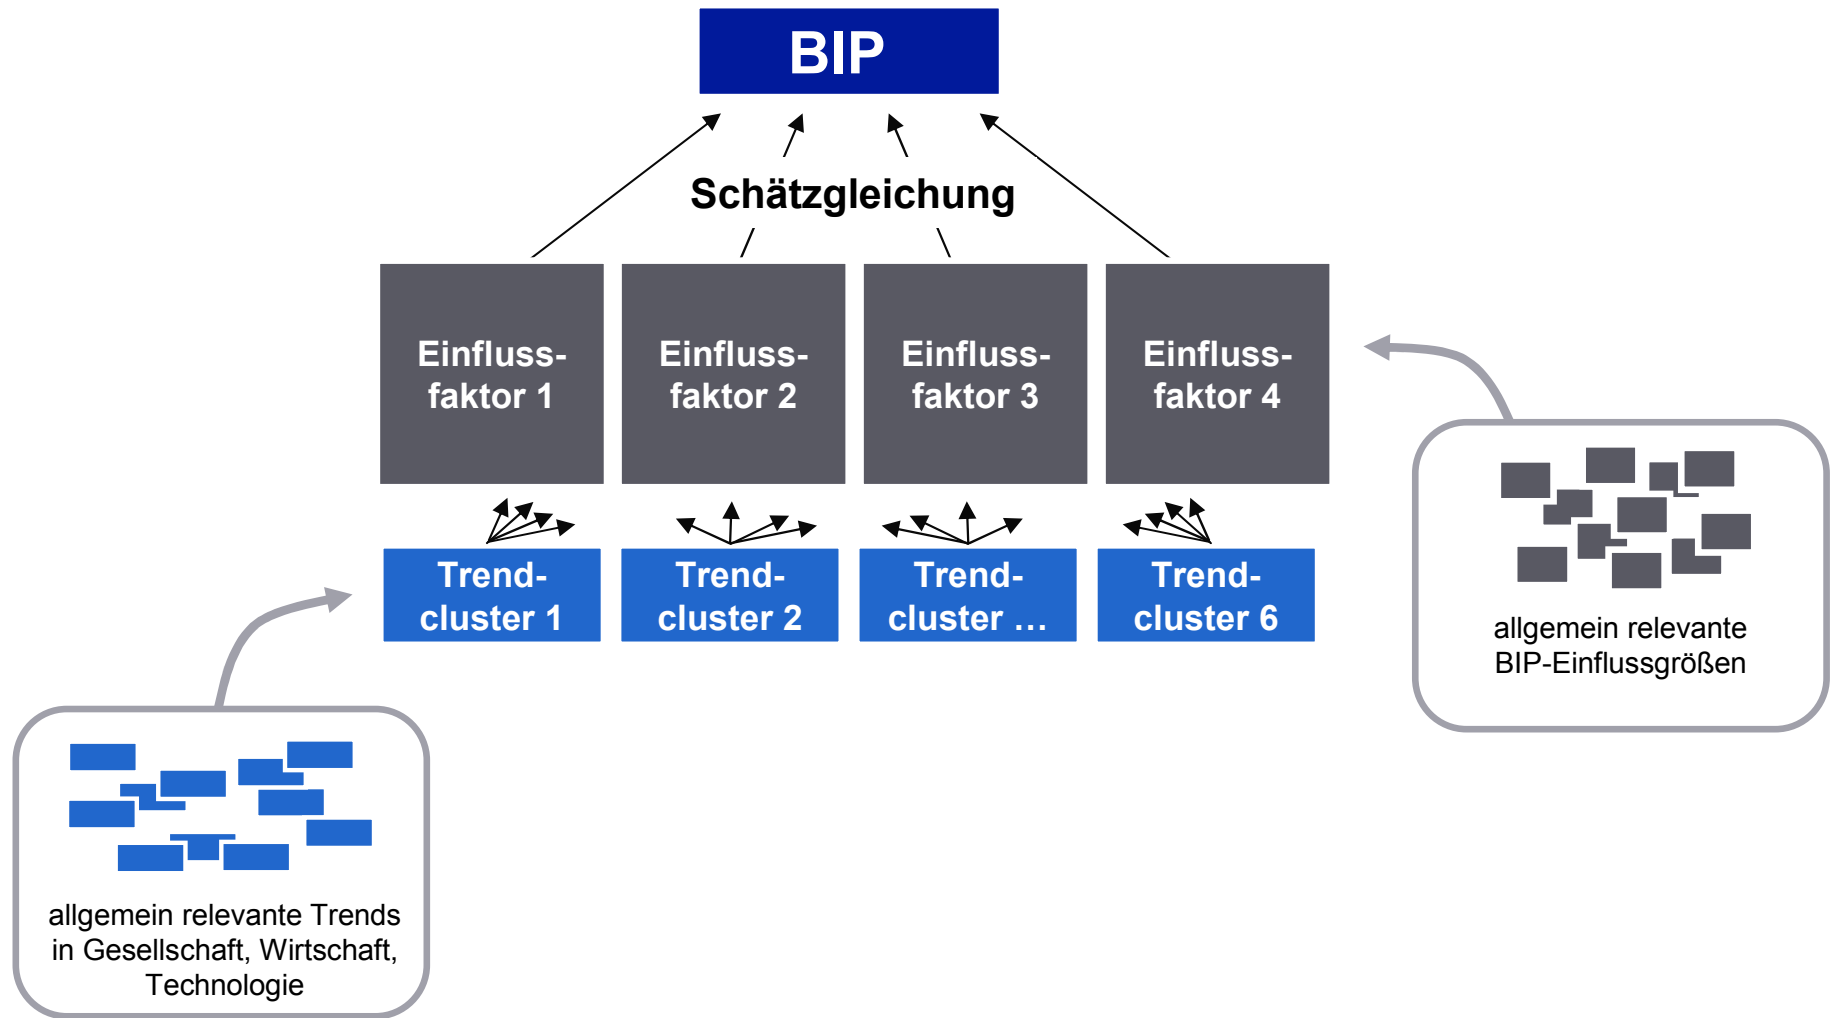 BIP
Schätzgleichung
Einfluss-
faktor 1
Einfluss-
faktor 2
Einfluss-
faktor 3
Einfluss-
faktor 4
Trend-
cluster 1
Trend-
cluster 2
Trend-
cluster …
Trend-
cluster 6
allgemein relevante
BIP-Einflussgrößen
allgemein relevante Trends
in Gesellschaft, Wirtschaft,
Technologie